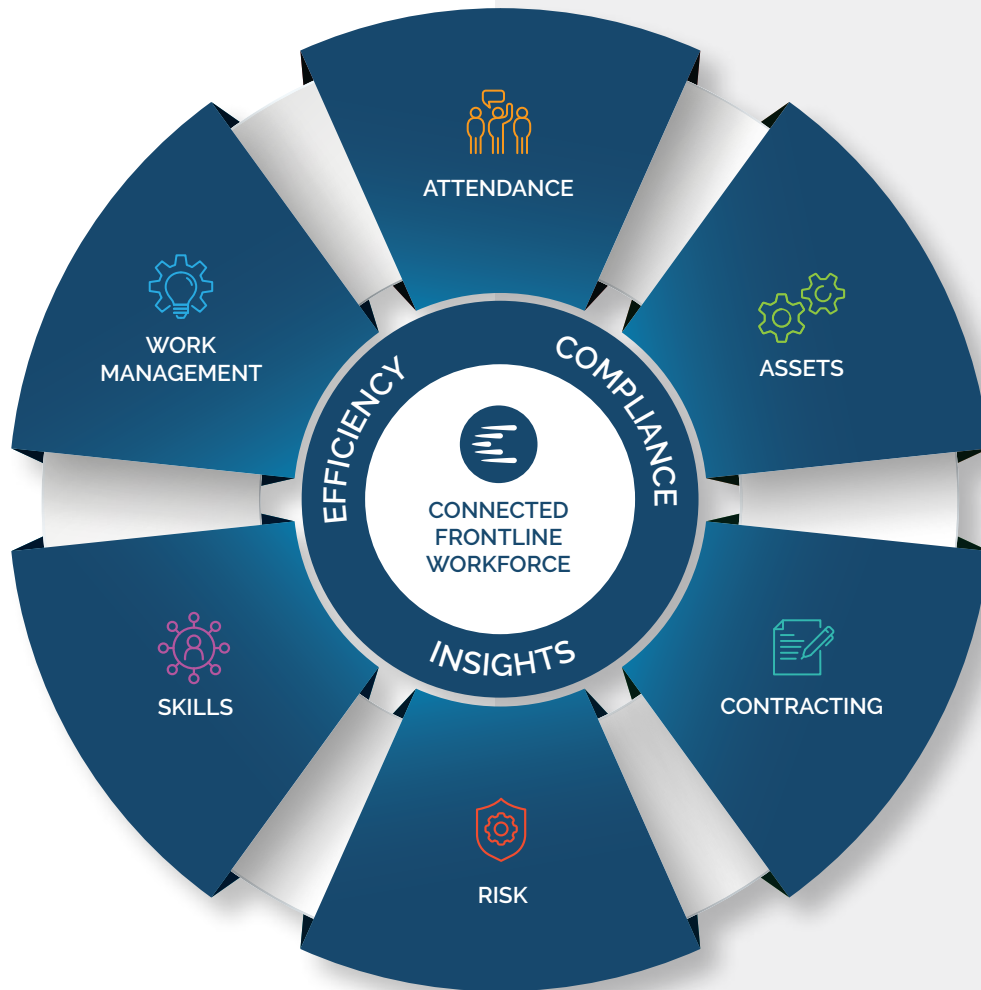 ATTENDANCE
WORK
MANAGEMENT
ASSETS
EFFICIENCY
COMPLIANCE
CONNECTED
FRONTLINE
WORKFORCE
INSIGHTS
SKILLS
CONTRACTING
RISK